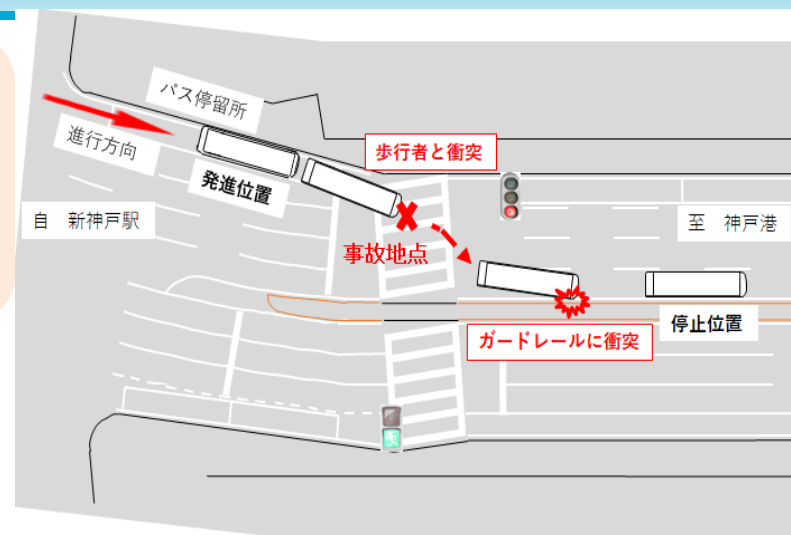 バス停留所
進行方向
歩行者と衝突
発進位置
自 新神戸駅
至 神戸港
事故地点
停止位置
ガードレールに衝突